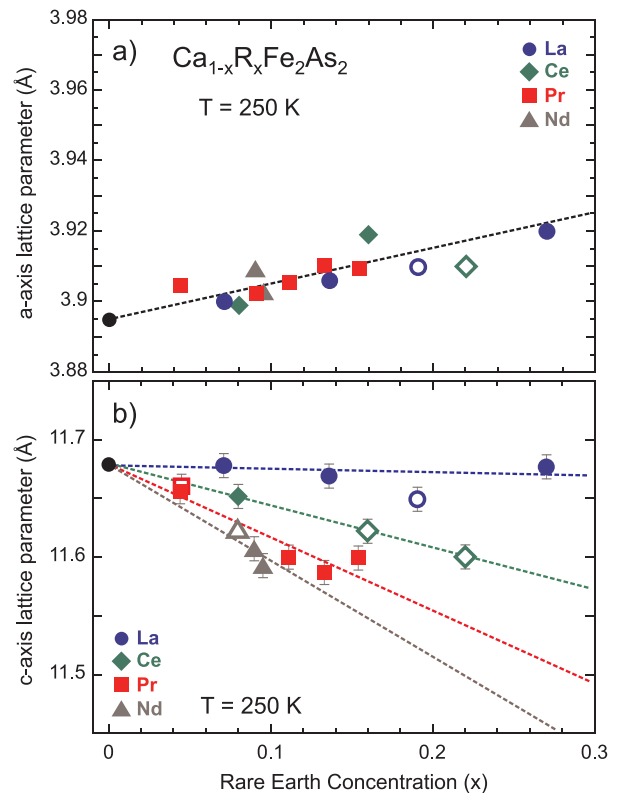 a)
Ca1-xRxFe2As2
T = 250 K
La
Ce
Pr
Nd
3.98
3.96
3.94
3.92
3.9
3.88
a-axis lattice parameter (Å)
b)
11.7
11.6
11.5
c-axis lattice parameter (Å)
La
Ce
Pr
Nd
T = 250 K
0
0.1
0.2
0.3
Rare Earth Concentration (x)